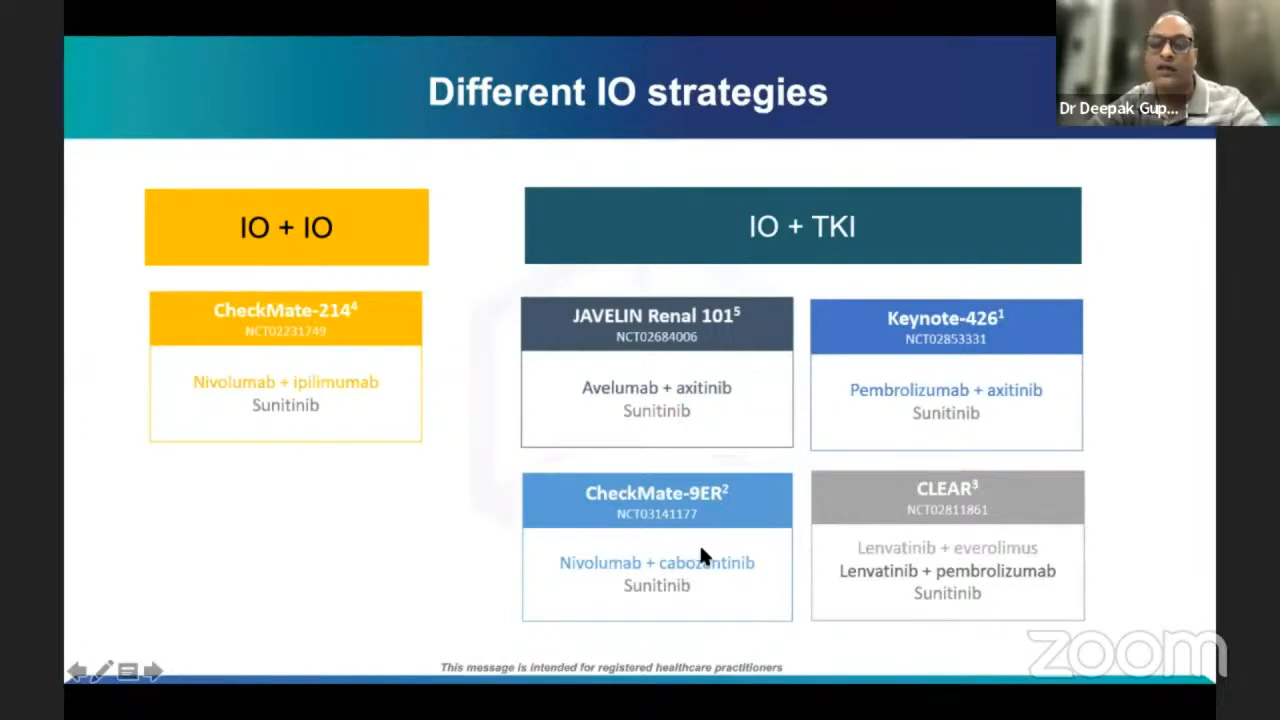 Different IO strategies
Dr Deepak Gup...
IO + IO
IO + TKI
CheckMate-214⁴
NCT02231749
Nivolumab + ipilimumab
Sunitinib
JAVELIN Renal 101⁵
NCT02684006
Avelumab + axitinib
Sunitinib
Keynote-426¹
NCT02853331
Pembrolizumab + axitinib
Sunitinib
CheckMate-9ER²
NCT03141177
Nivolumab + cabozantinib
Sunitinib
CLEAR³
NCT02811861
Lenvatinib + everolimus
Lenvatinib + pembrolizumab
Sunitinib
This message is intended for registered healthcare practitioners
zoom